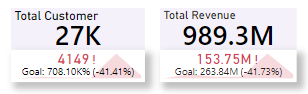 Total Customer
27K
4149 !
Goal: 708.10K% (-41.41%)
Total Revenue
989.3M
153.75M !
Goal: 263.84M (-41.73%)